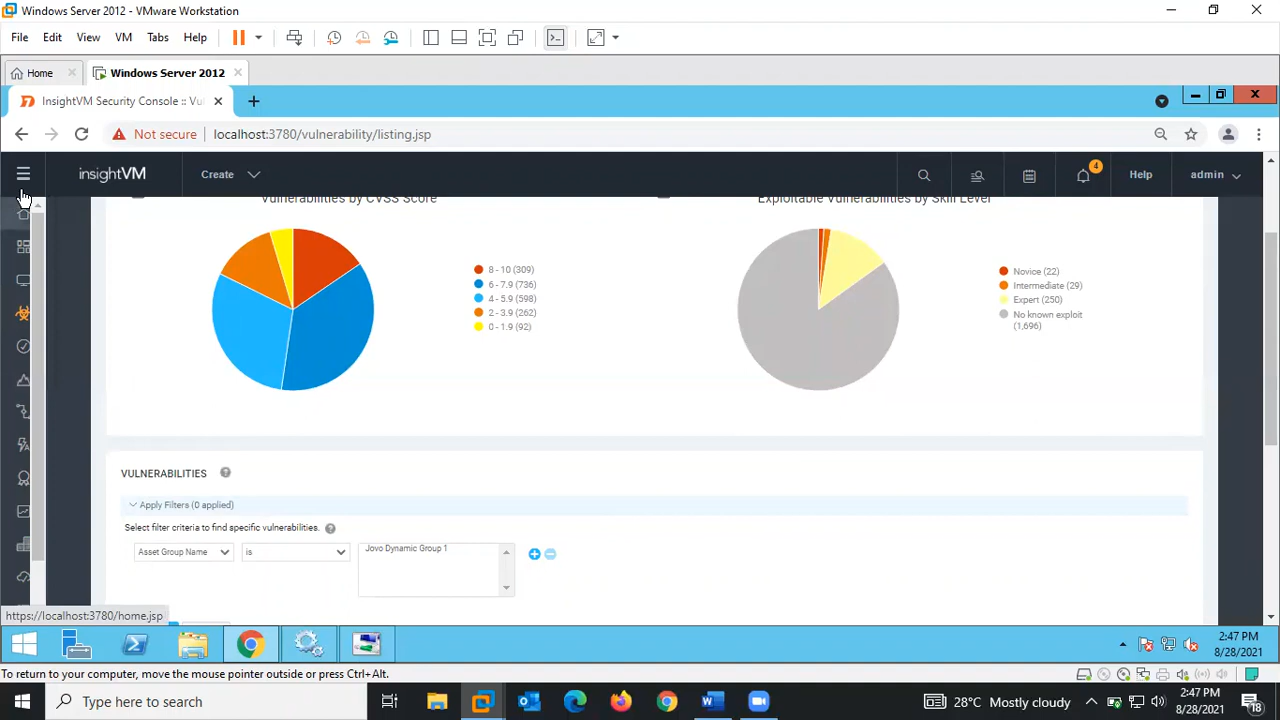 Windows Server 2012 - VMware Workstation
File Edit View VM Tabs Help
Home Windows Server 2012
InsightVM Security Console :: Vul
Not secure localhost:3780/vulnerability/listing.jsp
insightVM Create 4 Help admin
Vulnerabilities by CVSS Score
Exploitable Vulnerabilities by Skill Level
8 - 10 (309)
6 - 7.9 (736)
4 - 5.9 (598)
2 - 3.9 (262)
0 - 1.9 (92)
Novice (22)
Intermediate (29)
Expert (250)
No known exploit
(1,696)
VULNERABILITIES
Apply Filters (0 applied)
Select filter criteria to find specific vulnerabilities.
Asset Group Name is Jovo Dynamic Group 1
https://localhost:3780/home.jsp
2:47 PM
8/28/2021
To return to your computer, move the mouse pointer outside or press Ctrl+Alt.
Type here to search
28°C Mostly cloudy
2:47 PM
8/28/2021
18